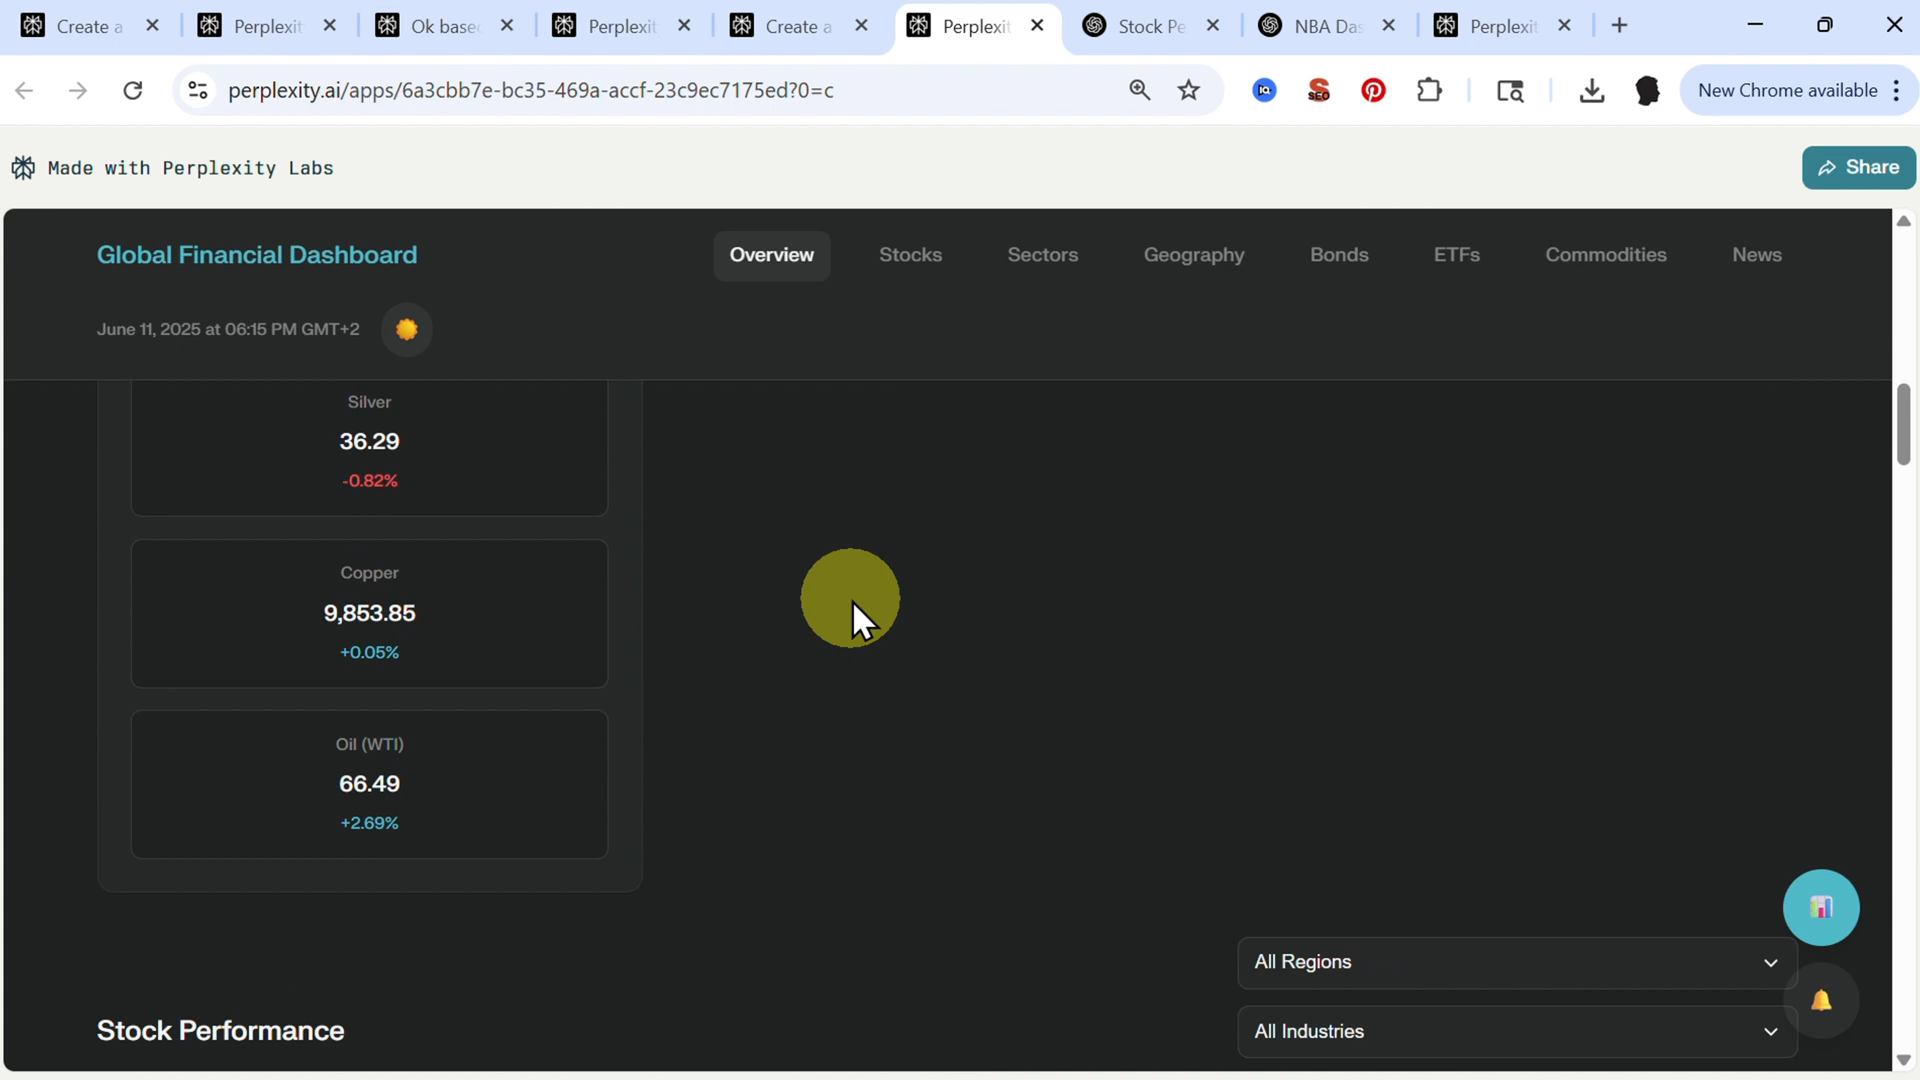 Create a
Perplexit
Ok base
Perplexit
Create a
Perplexit
Stock Pe
NBA Das
Perplexit
perplexity.ai/apps/6a3cbb7e-bc35-469a-accf-23c9ec7175ed?0=c
IQ
SEO
New Chrome available
Made with Perplexity Labs
Share
Global Financial Dashboard
Overview
Stocks
Sectors
Geography
Bonds
ETFs
Commodities
News
June 11, 2025 at 06:15 PM GMT+2
Silver
36.29
-0.82%
Copper
9,853.85
+0.05%
Oil (WTI)
66.49
+2.69%
All Regions
Stock Performance
All Industries